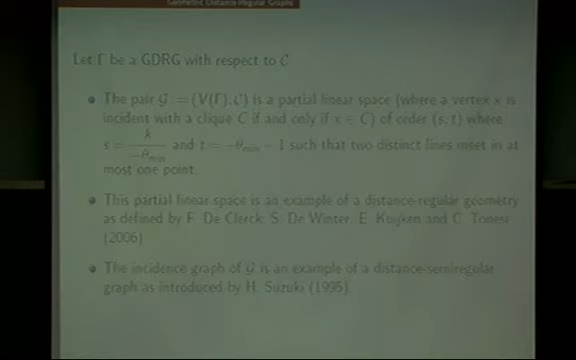 Geometric Distance-Regular Graphs
Let Γ be a GDRG with respect to C
• The pair G := (V(Γ), C) is a partial linear space (where a vertex x is
incident with a clique C if and only if x ∈ C) of order (s, t) where
s = k/−θmin and t = −θmin − 1 such that two distinct lines meet in at
most one point.
• This partial linear space is an example of a distance-regular geometry
as defined by F. De Clerck, S. De Winter, E. Kuijken and C. Tonesi
(2006)
• The incidence graph of G is an example of a distance-semiregular
graph as introduced by H. Suzuki (1995).